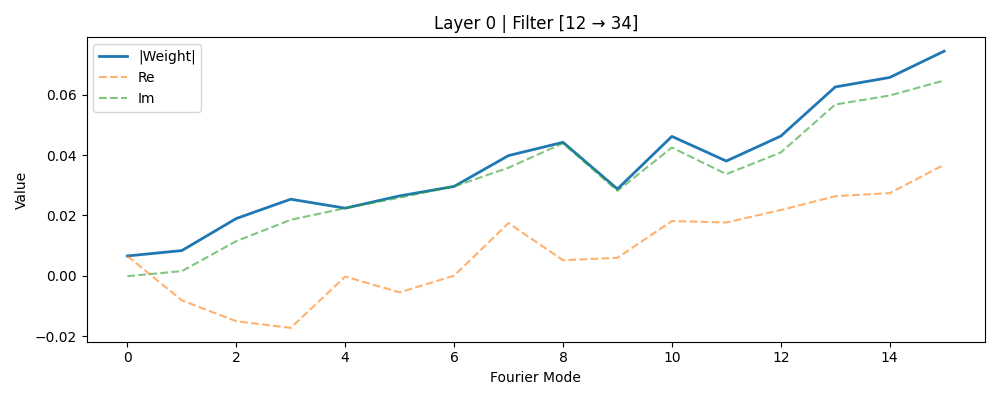 Layer 0 | Filter [12 → 34]
|Weight|
Re
Im
0.06
0.04
0.02
0.00
−0.02
Value
0 2 4 6 8 10 12 14
Fourier Mode